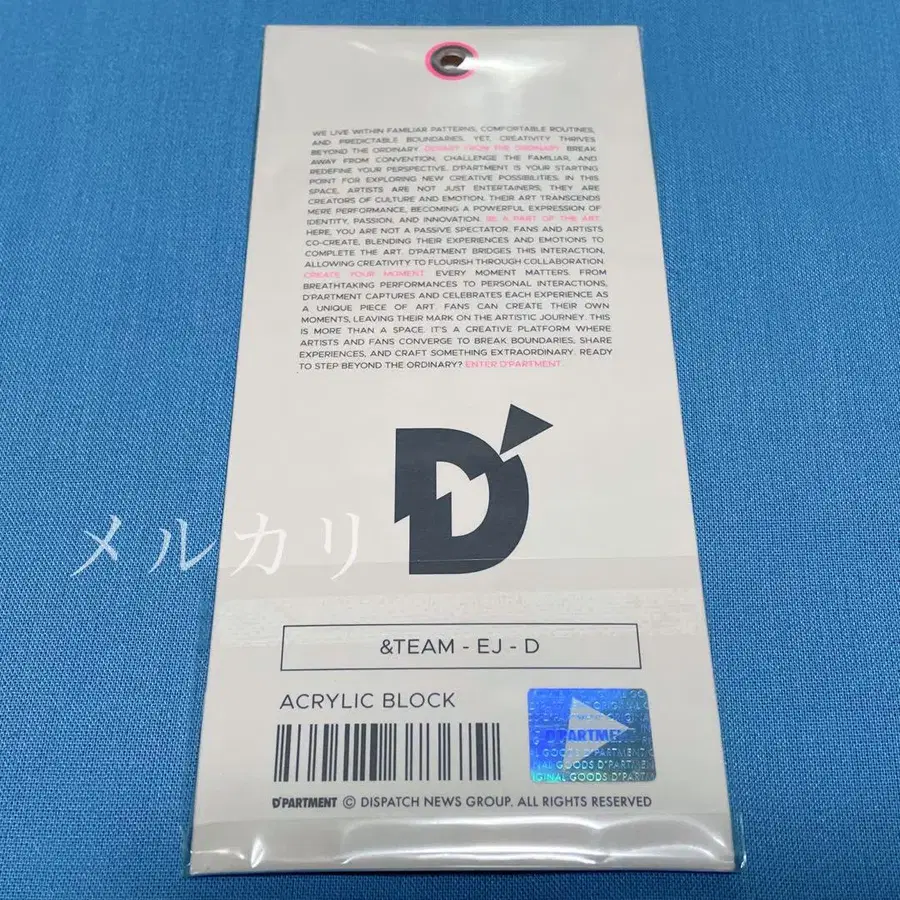 WE LIVE WITHIN FAMILIAR PATTERNS, COMFORTABLE ROUTINES,
AND PREDICTABLE BOUNDARIES. YET, CREATIVITY THRIVES
BEYOND THE ORDINARY. DEPART FROM THE ORDINARY. BREAK
AWAY FROM CONVENTION, CHALLENGE THE FAMILIAR, AND
REDEFINE YOUR PERSPECTIVE. D'PARTMENT IS YOUR STARTING
POINT FOR EXPLORING NEW CREATIVE POSSIBILITIES. IN THIS
SPACE, ARTISTS ARE NOT JUST ENTERTAINERS; THEY ARE
CREATORS OF CULTURE AND EMOTION. THEIR ART TRANSCENDS
MERE PERFORMANCE, BECOMING A POWERFUL EXPRESSION OF
IDENTITY, PASSION, AND INNOVATION. BE A PART OF THE ART.
HERE, YOU ARE NOT A PASSIVE SPECTATOR. FANS AND ARTISTS
CO-CREATE, BLENDING THEIR EXPERIENCES AND EMOTIONS TO
COMPLETE THE ART. D'PARTMENT BRIDGES THIS INTERACTION,
ALLOWING CREATIVITY TO FLOURISH THROUGH COLLABORATION.
CREATE YOUR MOMENT. EVERY MOMENT MATTERS. FROM
BREATHTAKING PERFORMANCES TO PERSONAL INTERACTIONS,
D'PARTMENT CAPTURES AND CELEBRATES EACH EXPERIENCE AS
A UNIQUE PIECE OF ART. FANS CAN CREATE THEIR OWN
MOMENTS, LEAVING THEIR MARK ON THE ARTISTIC JOURNEY. THIS
IS MORE THAN A SPACE. IT'S A CREATIVE PLATFORM WHERE
ARTISTS AND FANS CONVERGE TO BREAK BOUNDARIES, SHARE
EXPERIENCES, AND CRAFT SOMETHING EXTRAORDINARY. READY
TO STEP BEYOND THE ORDINARY? ENTER D'PARTMENT.
D'
メルカリ
&TEAM - EJ - D
ACRYLIC BLOCK
D'PARTMENT
GOODS D'PARTMENT
ORIGINAL GOODS D'PARTMENT
D'PARTMENT © DISPATCH NEWS GROUP. ALL RIGHTS RESERVED